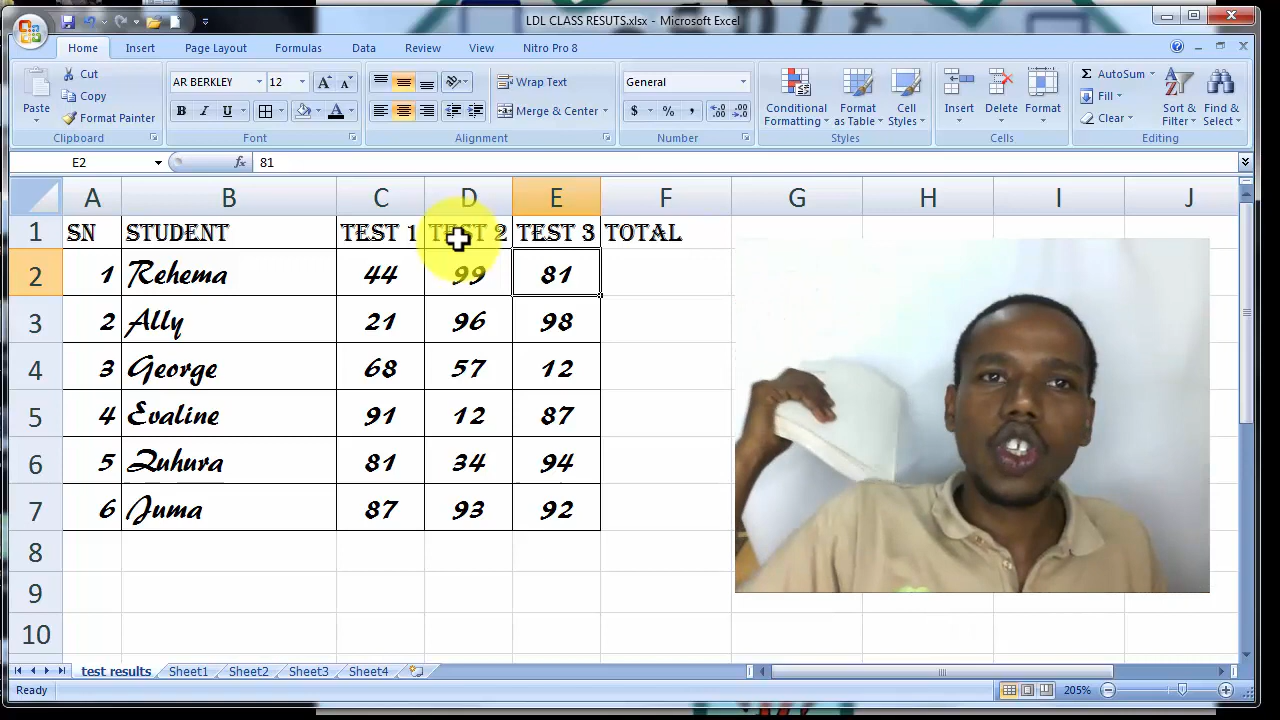 LDL CLASS RESUTS.xlsx - Microsoft Excel
Home Insert Page Layout Formulas Data Review View Nitro Pro 8
Paste Cut Copy Format Painter Clipboard
AR BERKLEY 12 B I U Font
Wrap Text Merge & Center Alignment
General $ % , Number
Conditional Formatting Format as Table Cell Styles Styles
Insert Delete Format Cells
Σ AutoSum Fill Clear Sort & Filter Find & Select Editing
E2 fx 81
A B C D E F G H I J
1 SN STUDENT TEST 1 TEST 2 TEST 3 TOTAL
2 1 Rehema 44 99 81
3 2 Ally 21 96 98
4 3 George 68 57 12
5 4 Evaline 91 12 87
6 5 Zuhura 81 34 94
7 6 Juma 87 93 92
8
9
10
test results Sheet1 Sheet2 Sheet3 Sheet4
Ready 205%